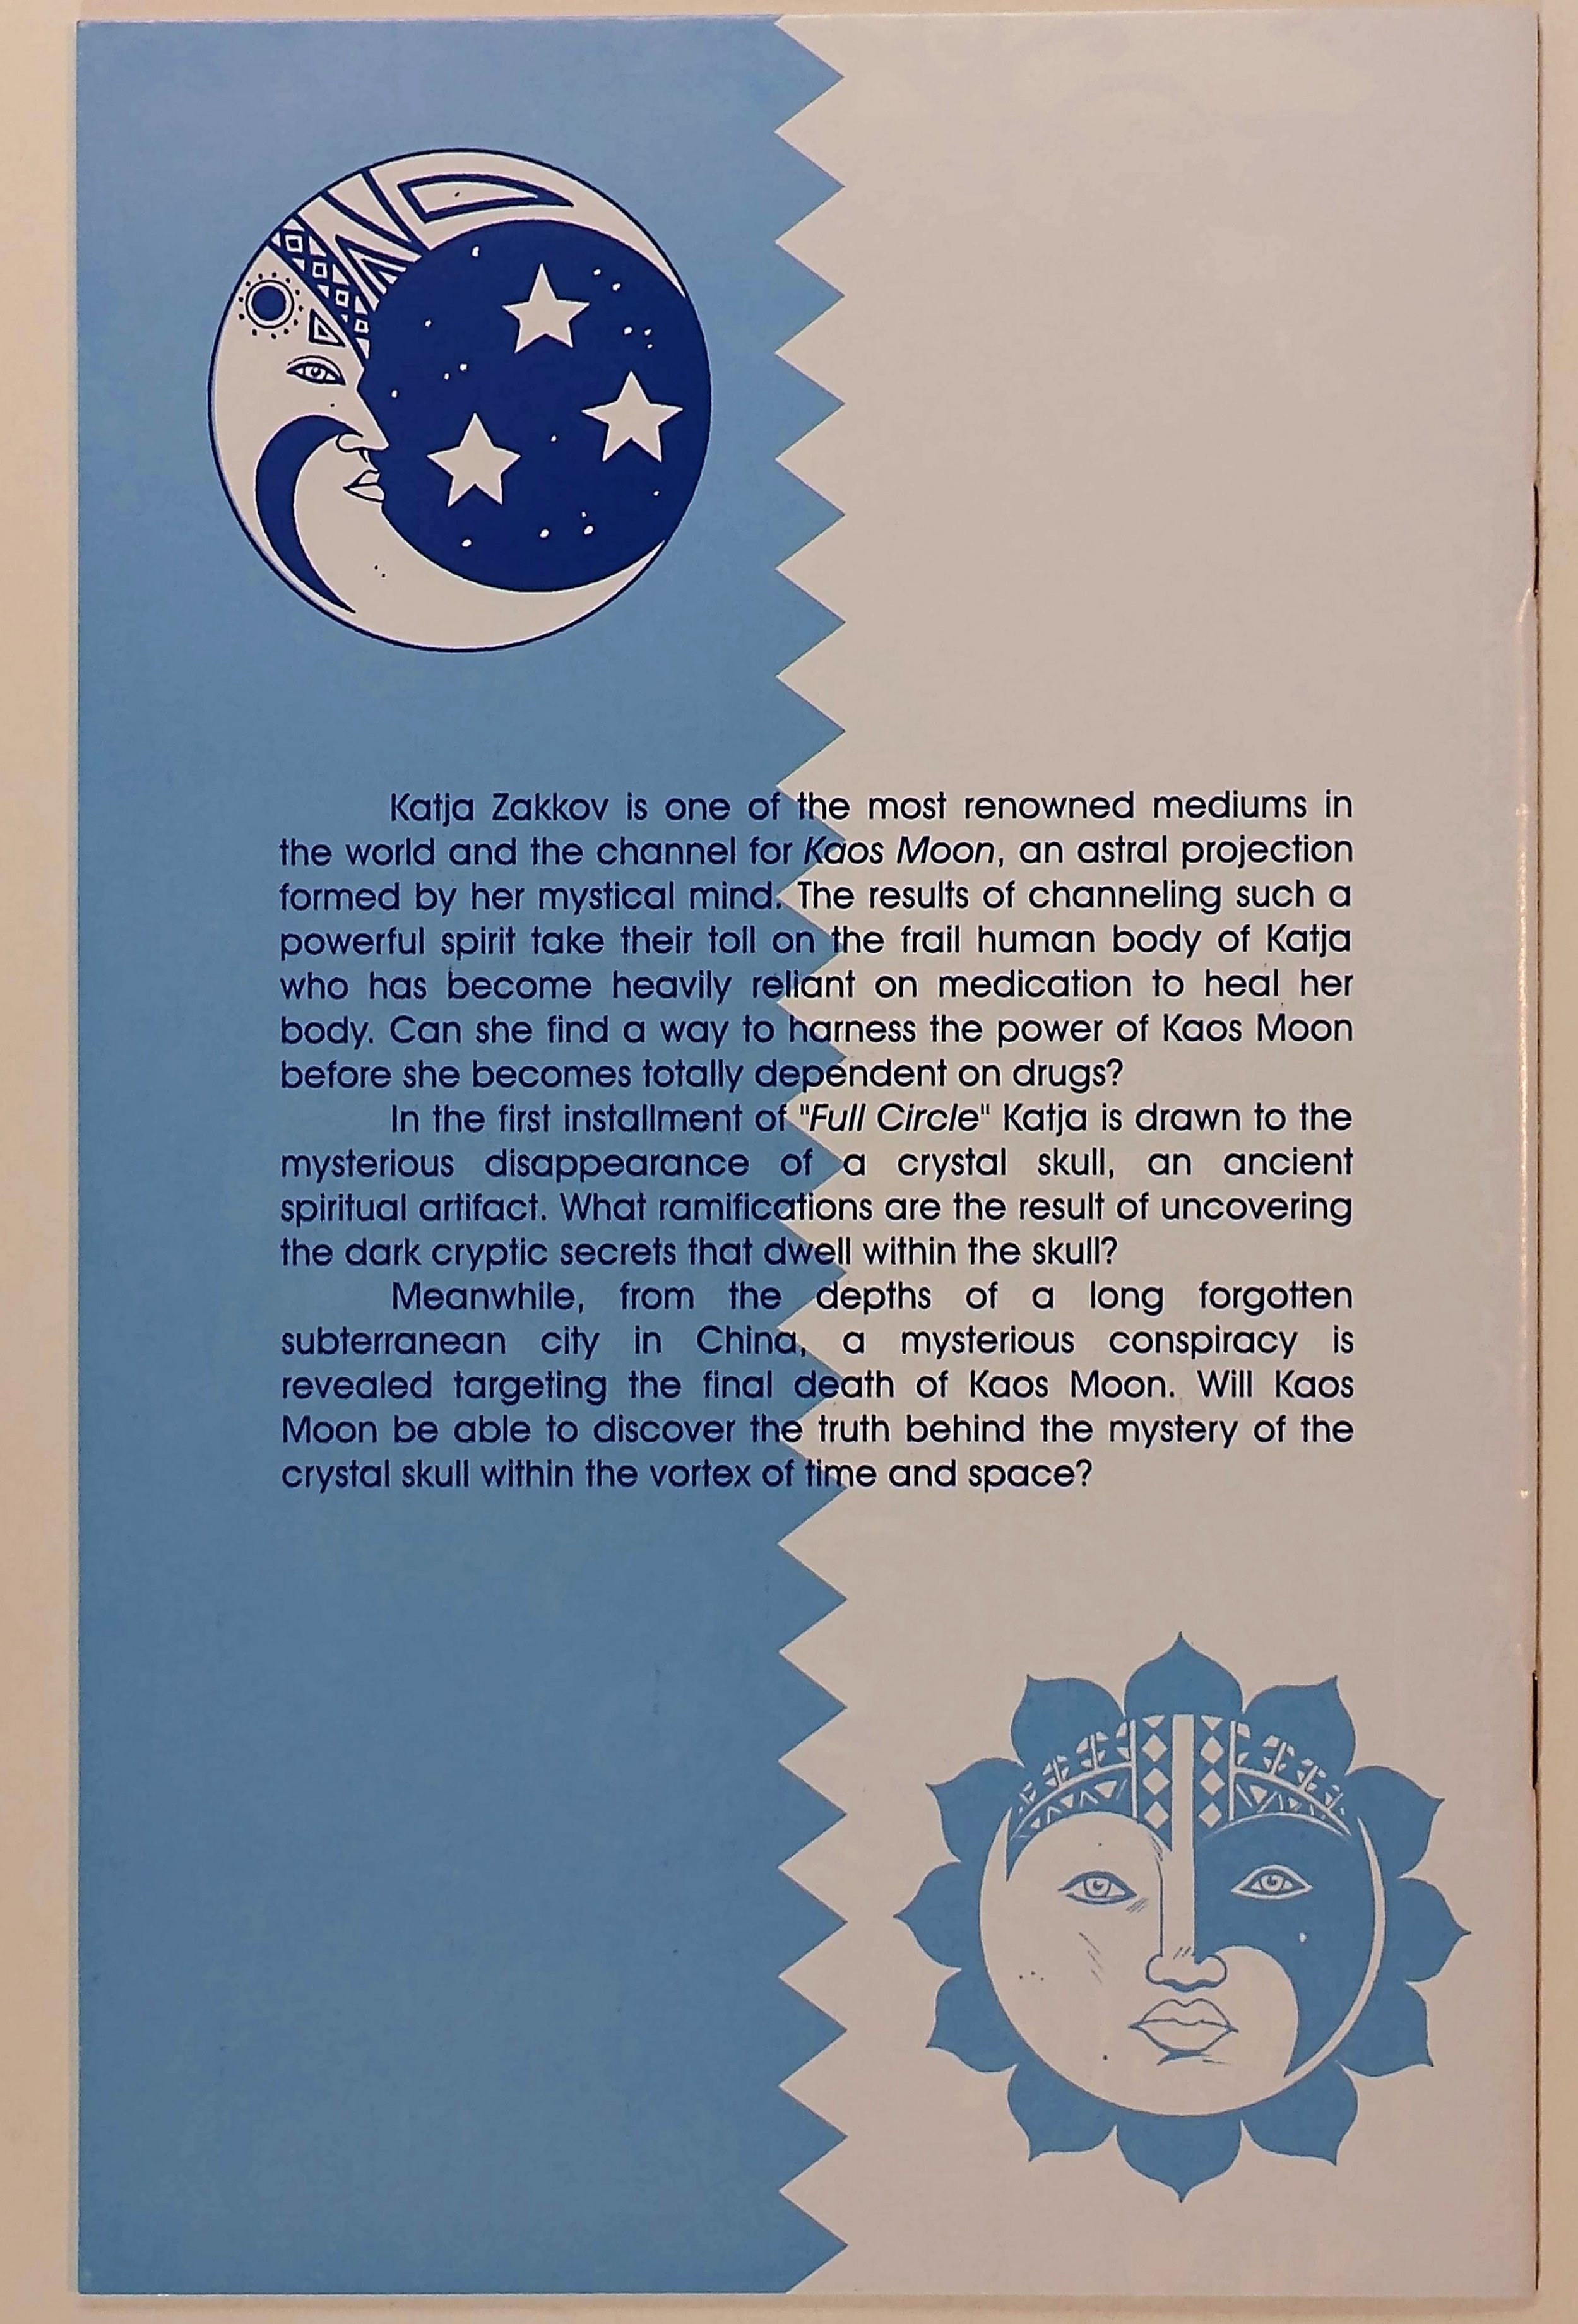 Katja Zakkov is one of the most renowned mediums in
the world and the channel for Kaos Moon, an astral projection
formed by her mystical mind. The results of channeling such a
powerful spirit take their toll on the frail human body of Katja
who has become heavily reliant on medication to heal her
body. Can she find a way to harness the power of Kaos Moon
before she becomes totally dependent on drugs?
In the first installment of "Full Circle" Katja is drawn to the
mysterious disappearance of a crystal skull, an ancient
spiritual artifact. What ramifications are the result of uncovering
the dark cryptic secrets that dwell within the skull?
Meanwhile, from the depths of a long forgotten
subterranean city in China, a mysterious conspiracy is
revealed targeting the final death of Kaos Moon. Will Kaos
Moon be able to discover the truth behind the mystery of the
crystal skull within the vortex of time and space?